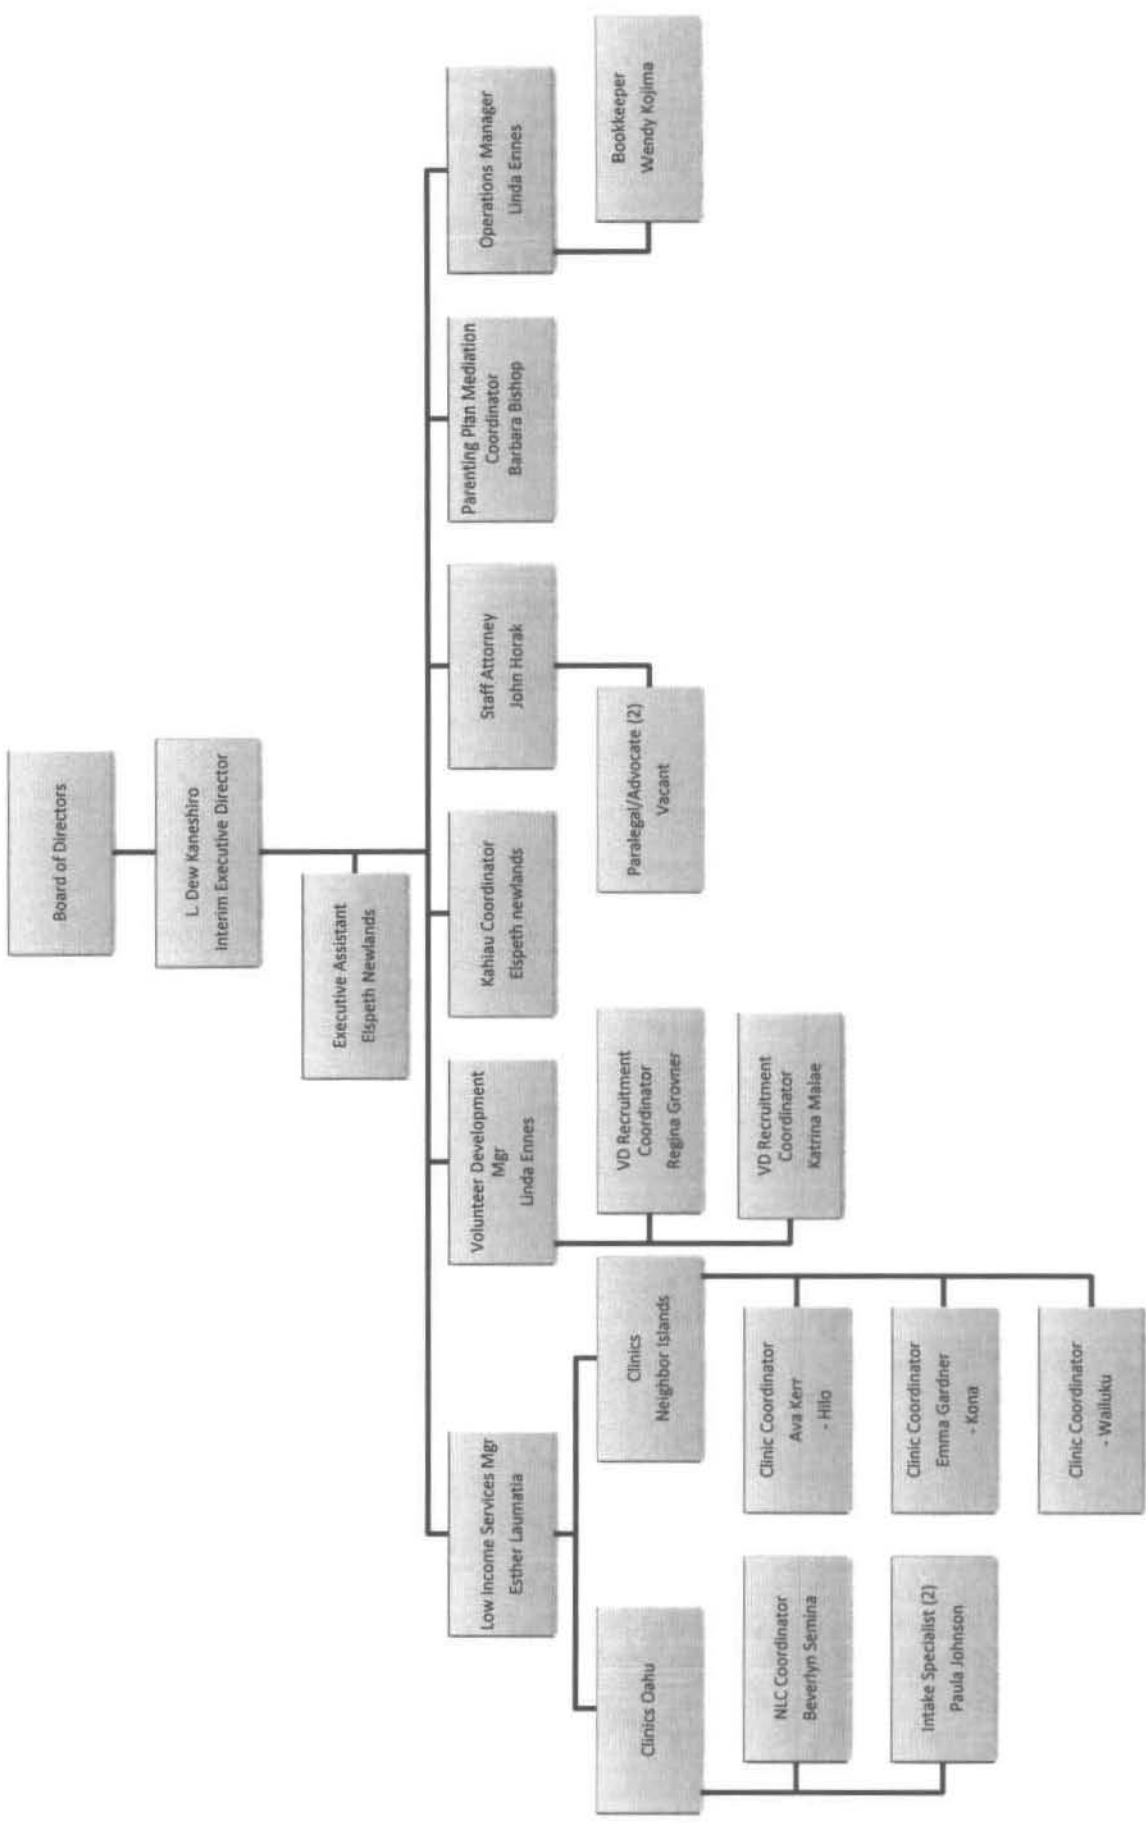 Board of Directors
L. Dew Kaneshiro
Interim Executive Director
Executive Assistant
Elspeth Newlands
Low Income Services Mgr
Esther Laumatia
Volunteer Development
Mgr
Linda Ennes
Kahiau Coordinator
Elspeth newlands
Staff Attorney
John Horak
Parenting Plan Mediation
Coordinator
Barbara Bishop
Operations Manager
Linda Ennes
Clinics Oahu
Clinics
Neighbor Islands
VD Recruitment
Coordinator
Regina Grovner
Paralegal/Advocate (2)
Vacant
Bookkeeper
Wendy Kojima
NLC Coordinator
Beverlyn Semina
Clinic Coordinator
Ava Kerr
- Hilo
VD Recruitment
Coordinator
Katrina Malae
Intake Specialist (2)
Paula Johnson
Clinic Coordinator
Emma Gardner
- Kona
Clinic Coordinator
- Wailuku